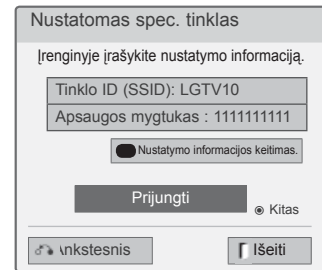 Nustatomas spec. tinklas
Įrenginyje įrašykite nustatymo informaciją.
Tinklo ID (SSID): LGTV10
Apsaugos mygtukas : 1111111111
Nustatymo informacijos keitimas.
Prijungti
Kitas
Išeiti